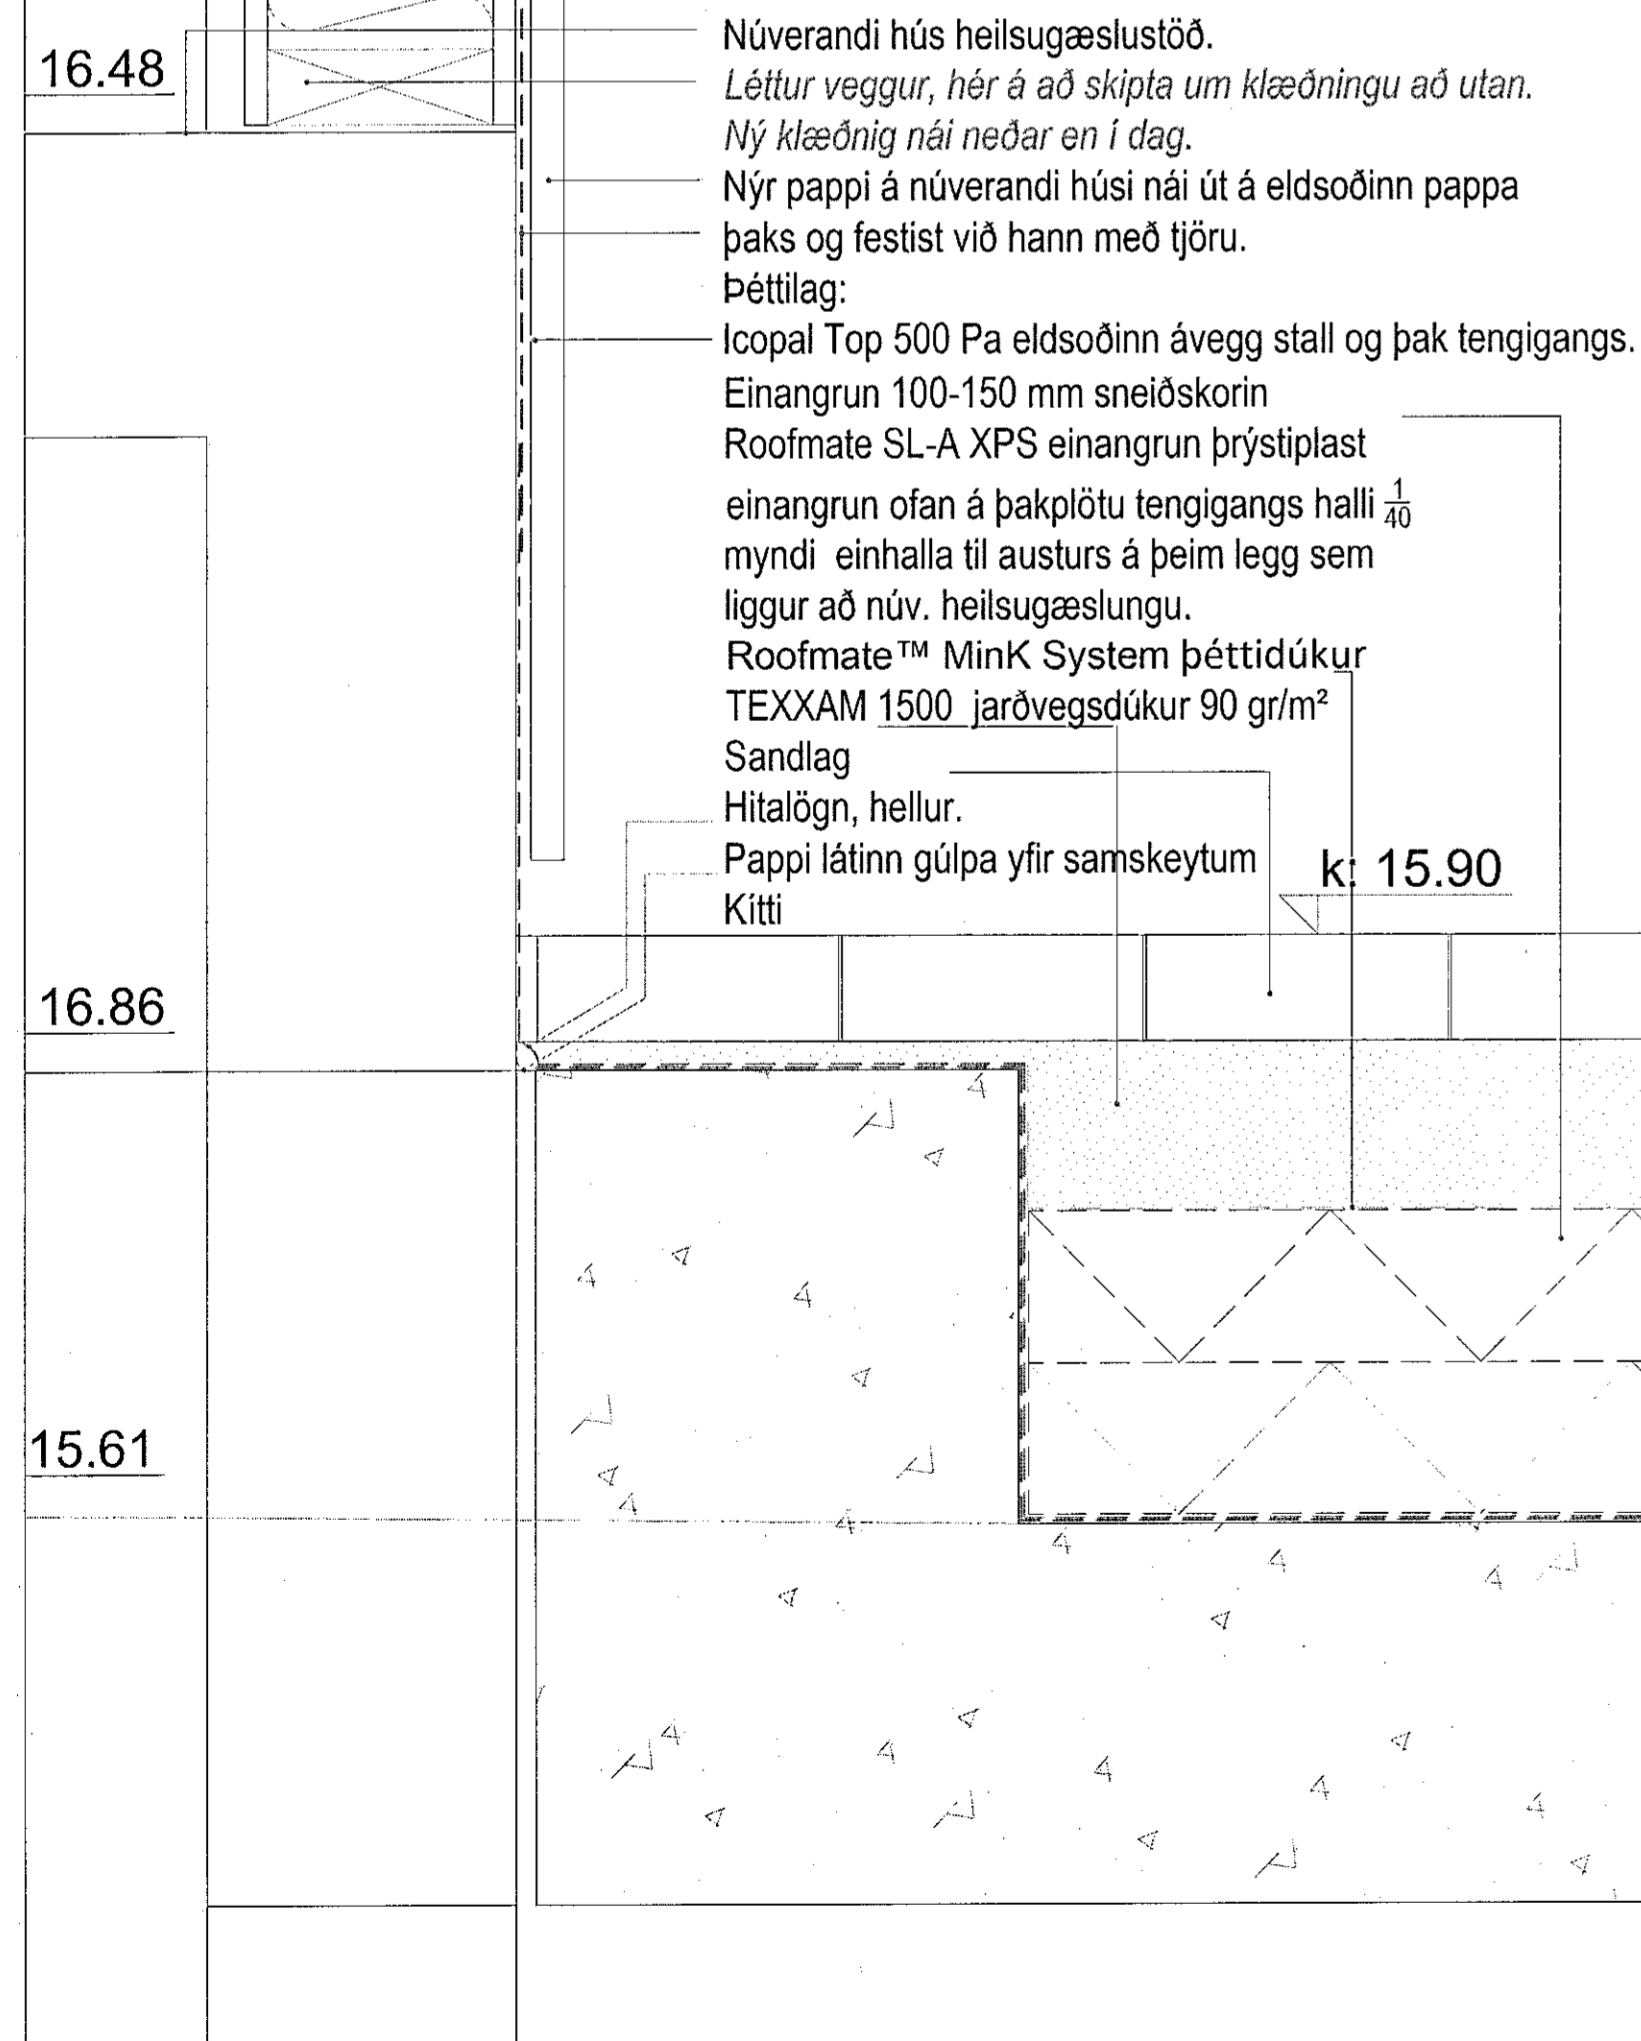 16.48
Núverandi hús heilsugæslustöð.
Léttur veggur, hér á að skipta um klæðningu að utan.
Ný klæðnig nái neðar en í dag.
Nýr pappi á núverandi húsi nái út á eldsoðinn pappa
þaks og festist við hann með tjöru.
Þéttilag:
Icopal Top 500 Pa eldsoðinn ávegg stall og þak tengigangs.
Einangrun 100-150 mm sneiðskorin
Roofmate SL-A XPS einangrun þrýstiplast
einangrun ofan á þakplötu tengigangs halli 1/40
myndi einhalla til austurs á þeim legg sem
liggur að núv. heilsugæslungu.
Roofmate™ MinK System þéttidúkur
TEXXAM 1500 jarðvegsdúkur 90 gr/m²
Sandlag
Hitalögn, hellur.
Pappi látinn gúlpa yfir samskeytum
Kítti
k: 15.90
16.86
15.61